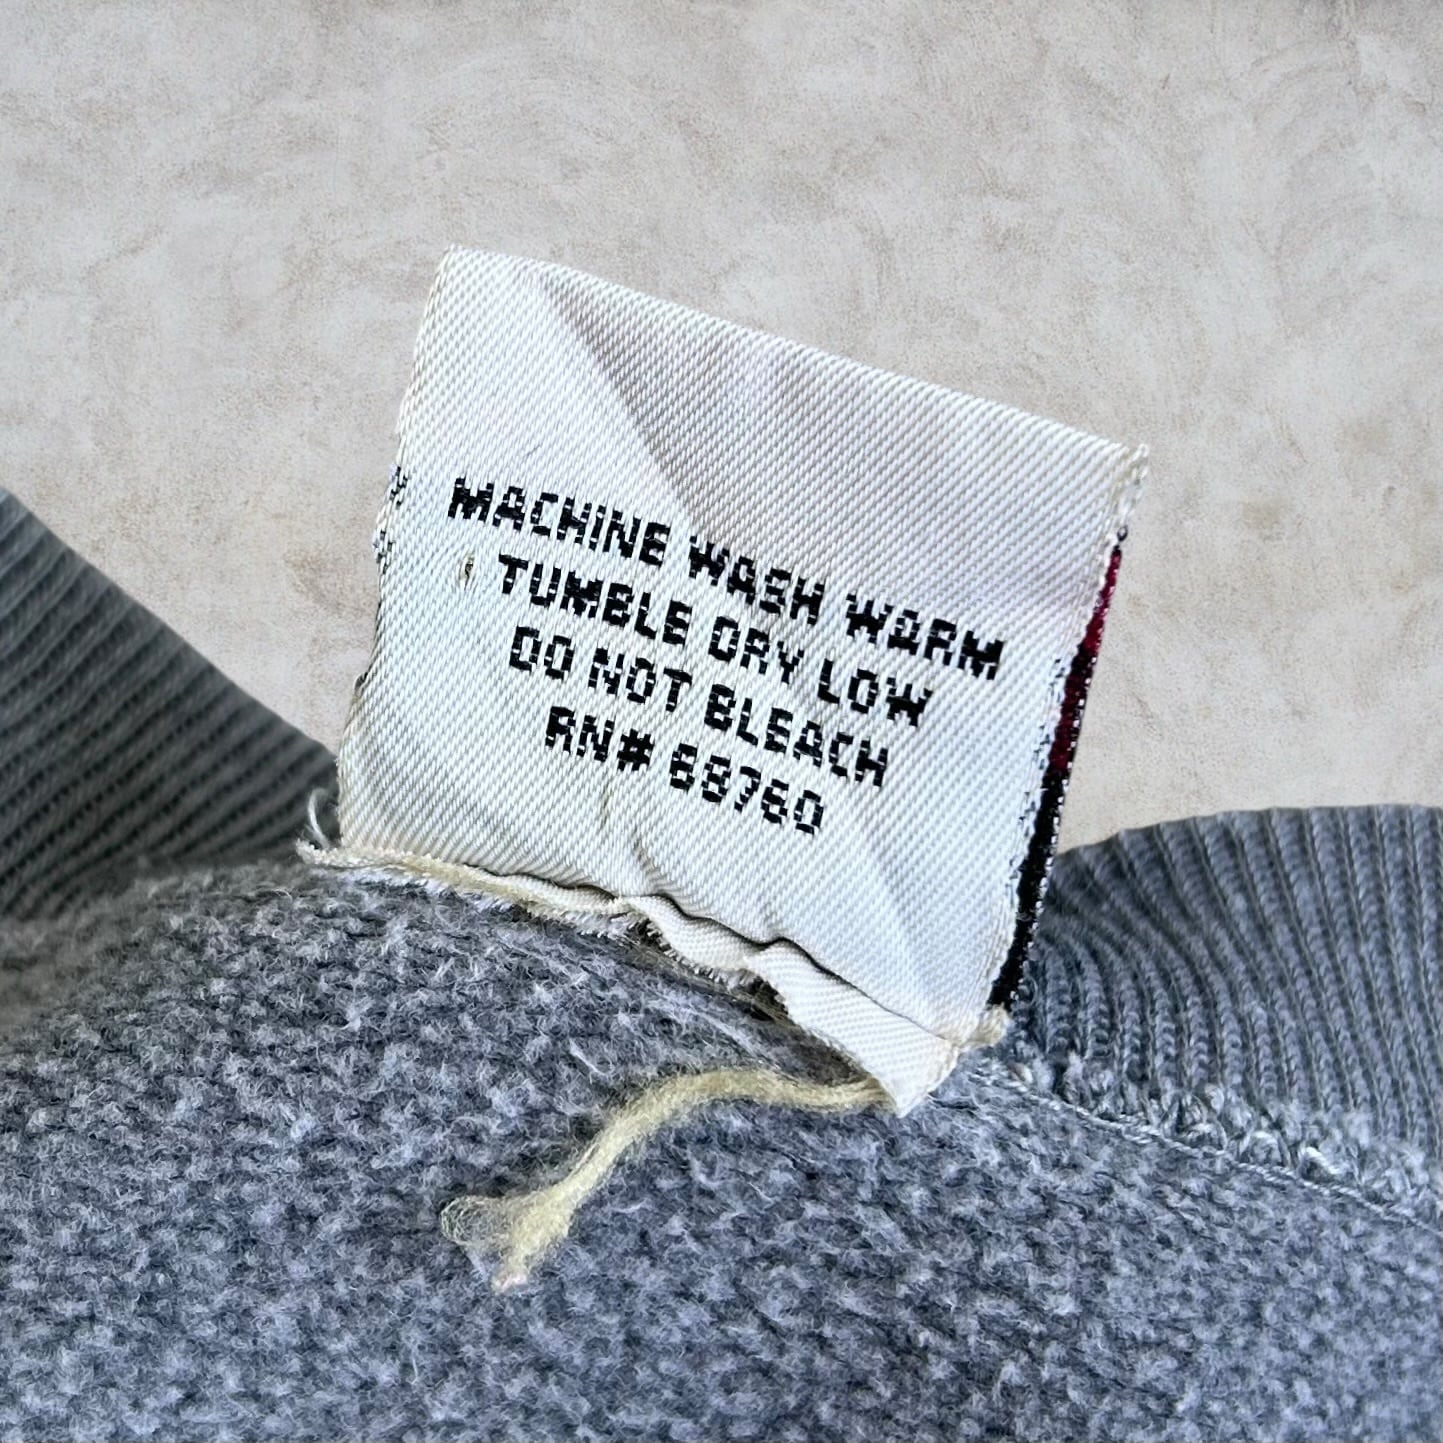 MACHINE WASH WARM
TUMBLE DRY LOW
DO NOT BLEACH
RN# 68760